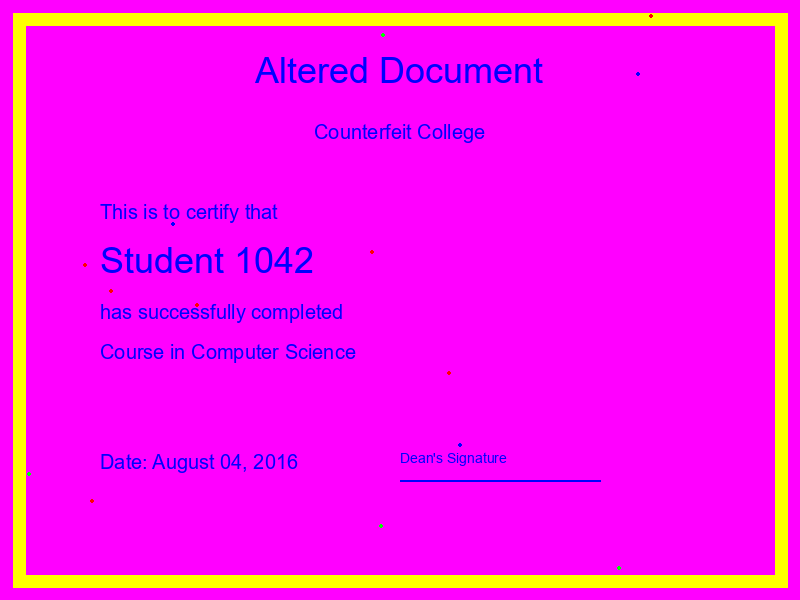 Altered Document
Counterfeit College
This is to certify that
Student 1042
has successfully completed
Course in Computer Science
Date: August 04, 2016
Dean's Signature